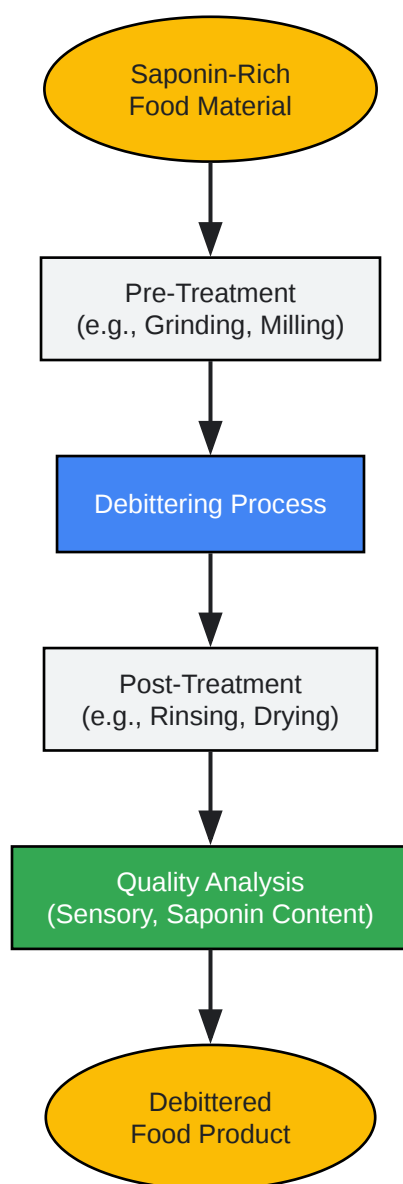 Saponin-Rich
Food Material
Pre-Treatment
(e.g., Grinding, Milling)
Debittering Process
Post-Treatment
(e.g., Rinsing, Drying)
Quality Analysis
(Sensory, Saponin Content)
Debittered
Food Product